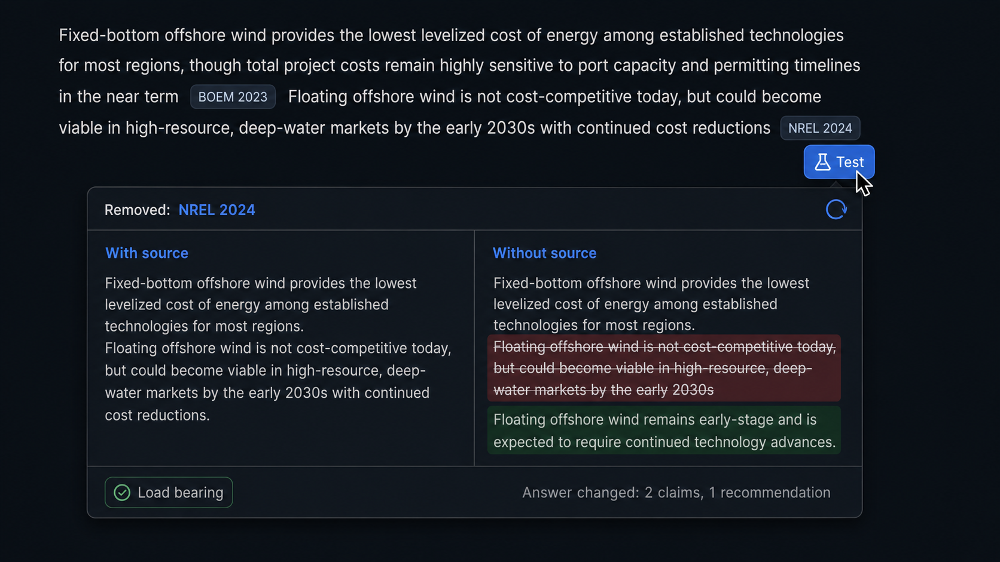 Fixed-bottom offshore wind provides the lowest levelized cost of energy among established technologies
for most regions, though total project costs remain highly sensitive to port capacity and permitting timelines
in the near term BOEM 2023 Floating offshore wind is not cost-competitive today, but could become
viable in high-resource, deep-water markets by the early 2030s with continued cost reductions NREL 2024
Test
Removed: NREL 2024
With source
Fixed-bottom offshore wind provides the lowest
levelized cost of energy among established
technologies for most regions.
Floating offshore wind is not cost-competitive today,
but could become viable in high-resource, deep-
water markets by the early 2030s with continued
cost reductions.
Without source
Fixed-bottom offshore wind provides the lowest
levelized cost of energy among established
technologies for most regions.
Floating offshore wind is not cost-competitive today,
but could become viable in high-resource, deep-
water markets by the early 2030s
Floating offshore wind remains early-stage and is
expected to require continued technology advances.
Load bearing
Answer changed: 2 claims, 1 recommendation